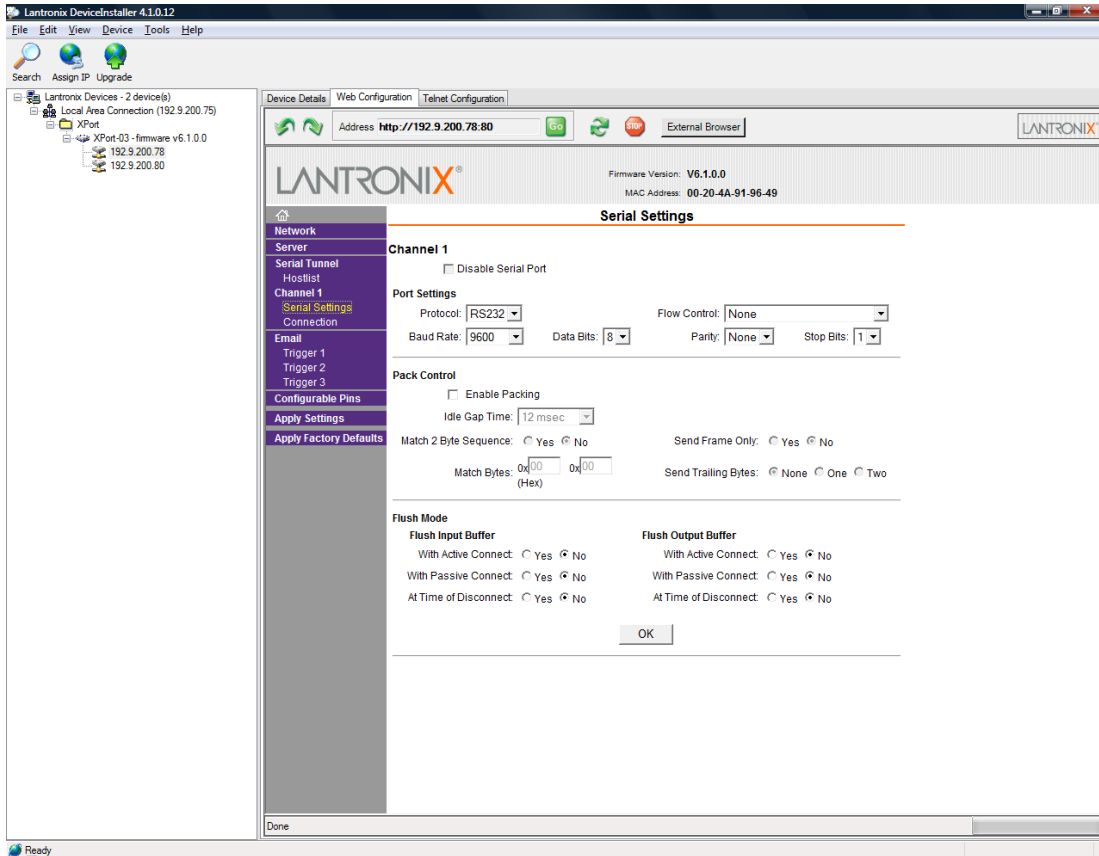 Lantronix DeviceInstaller 4.1.0.12
File Edit View Device Tools Help
Search Assign IP Upgrade
Lantronix Devices - 2 device(s)
Local Area Connection (192.9.200.75)
XPort
XPort-03 - firmware v6.1.0.0
192.9.200.78
192.9.200.80
Device Details Web Configuration Telnet Configuration
Address http://192.9.200.78:80 Go STOP External Browser LANTRONIX
LANTRONIX®
Firmware Version: V6.1.0.0
MAC Address: 00-20-4A-91-96-49
Network
Server
Serial Tunnel
Hostlist
Channel 1
Serial Settings
Connection
Email
Trigger 1
Trigger 2
Trigger 3
Configurable Pins
Apply Settings
Apply Factory Defaults
Serial Settings
Channel 1
Disable Serial Port
Port Settings
Protocol: RS232 Flow Control: None
Baud Rate: 9600 Data Bits: 8 Parity: None Stop Bits: 1
Pack Control
Enable Packing
Idle Gap Time: 12 msec
Match 2 Byte Sequence: Yes No Send Frame Only: Yes No
Match Bytes: 0x00 0x00 Send Trailing Bytes: None One Two
(Hex)
Flush Mode
Flush Input Buffer Flush Output Buffer
With Active Connect: Yes No With Active Connect: Yes No
With Passive Connect: Yes No With Passive Connect: Yes No
At Time of Disconnect: Yes No At Time of Disconnect: Yes No
OK
Done
Ready